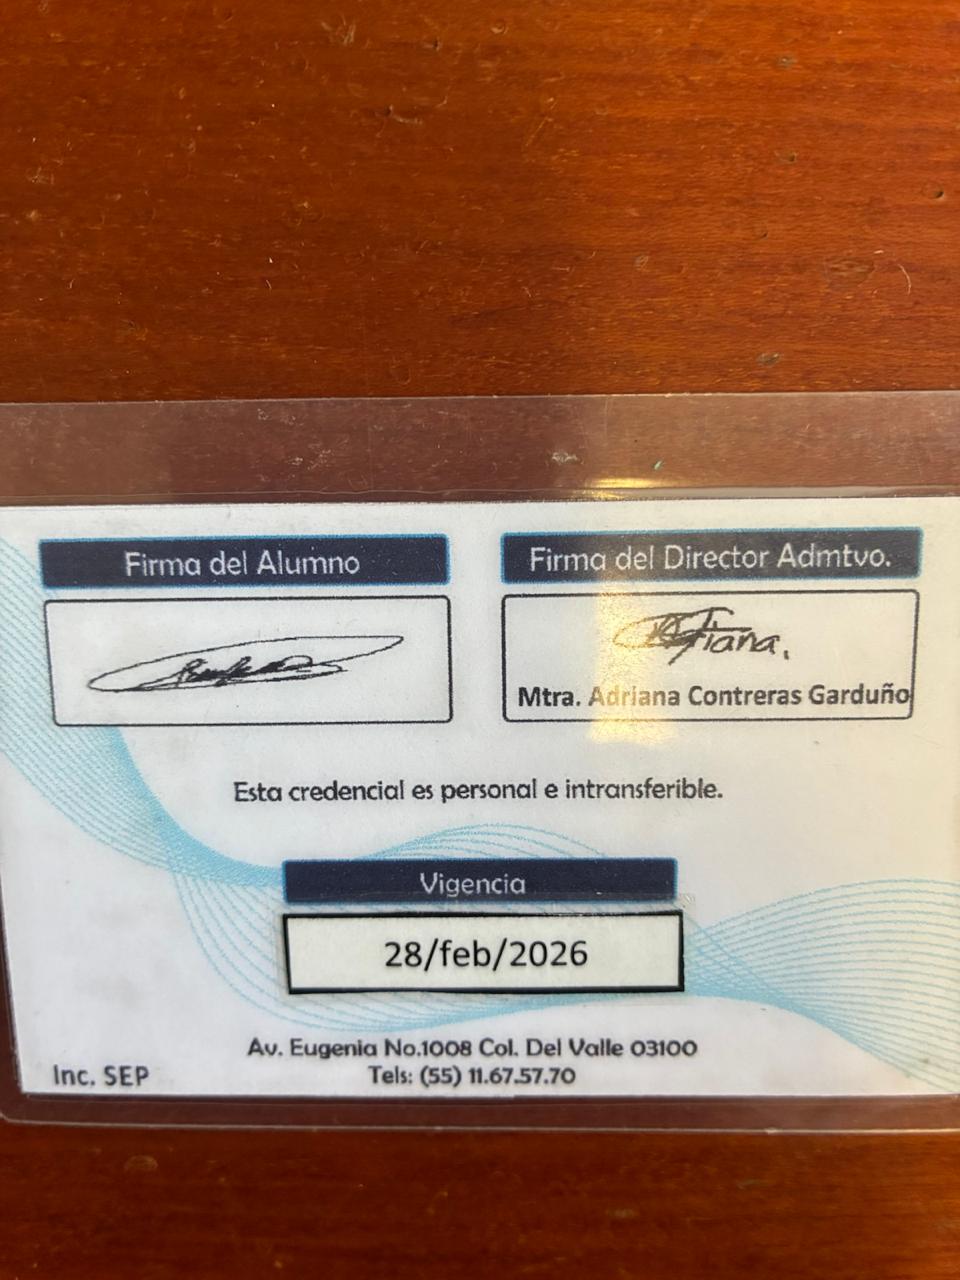 Firma del Alumno
Firma del Director Admtvo.
Mtra. Adriana Contreras Garduño
Esta credencial es personal e intransferible.
Vigencia
28/feb/2026
Av. Eugenia No.1008 Col. Del Valle 03100
Inc. SEP
Tels: (55) 11.67.57.70